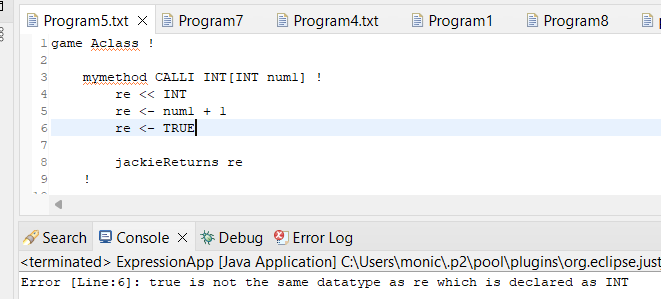 Program5.txt Program7 Program4.txt Program1 Program8
1 game Aclass !
2
3 mymethod CALLI INT[INT num1] !
4 re << INT
5 re <- num1 + 1
6 re <- TRUE
7
8 jackieReturns re
9 !
Search Console Debug Error Log
<terminated> ExpressionApp [Java Application] C:\Users\monic\.p2\pool\plugins\org.eclipse.just
Error [Line:6]: true is not the same datatype as re which is declared as INT